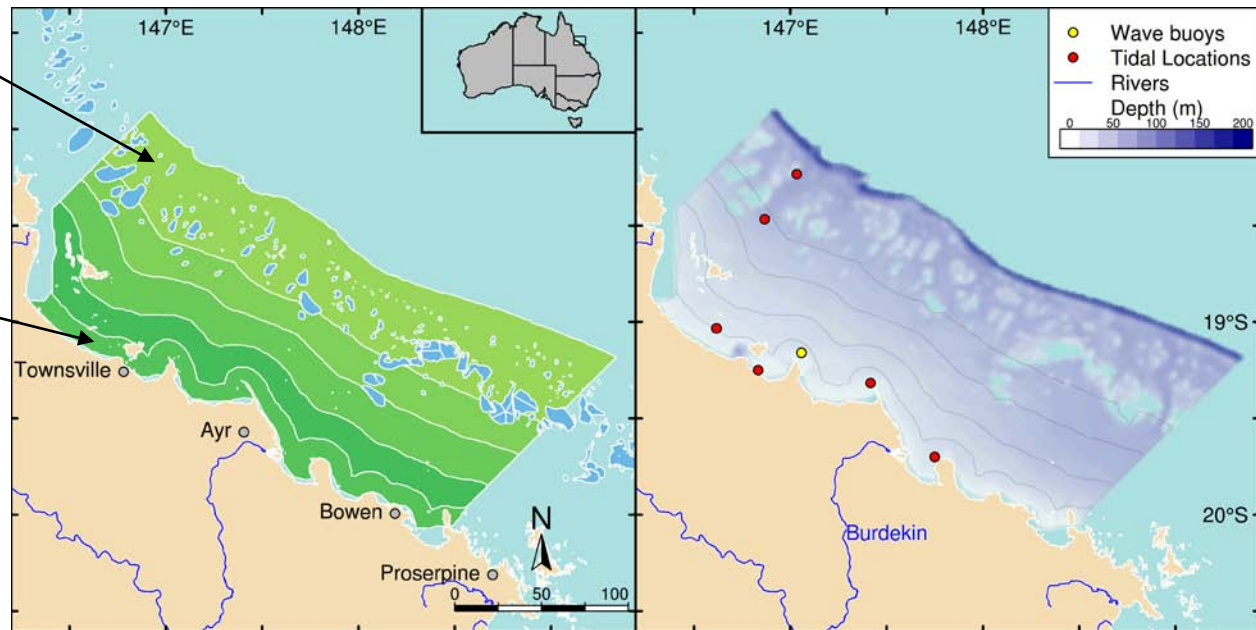 147°E
148°E
Townsville
Ayr
Bowen
Proserpine
N
0 50 100
147°E
148°E
Wave buoys
Tidal Locations
Rivers
Depth (m)
0 50 100 150 200
19°S
20°S
Burdekin